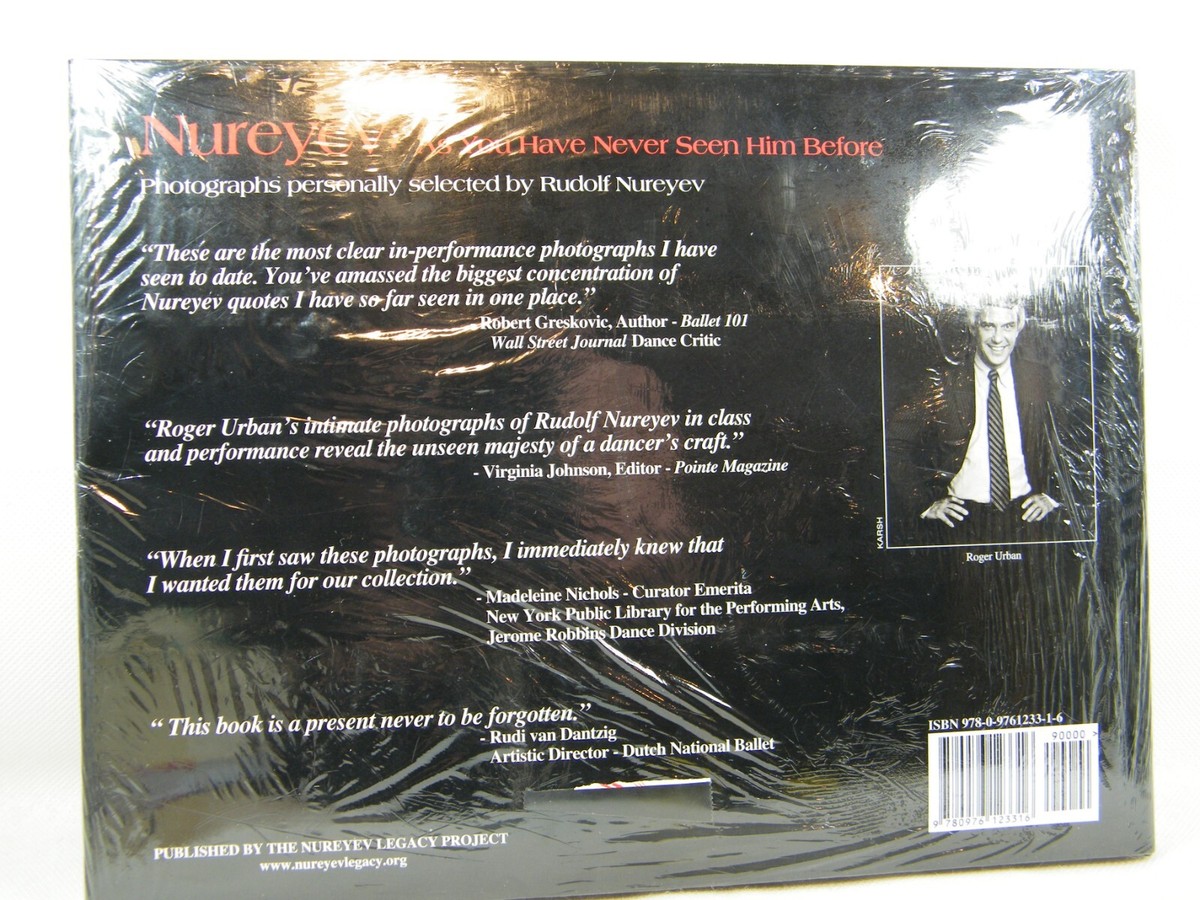 Nureyev As You Have Never Seen Him Before
Photographs personally selected by Rudolf Nureyev
“These are the most clear in-performance photographs I have
seen to date. You’ve amassed the biggest concentration of
Nureyev quotes I have so far seen in one place.”
- Robert Greskovic, Author - Ballet 101
Wall Street Journal Dance Critic
“Roger Urban’s intimate photographs of Rudolf Nureyev in class
and performance reveal the unseen majesty of a dancer’s craft.”
- Virginia Johnson, Editor - Pointe Magazine
“When I first saw these photographs, I immediately knew that
I wanted them for our collection.”
- Madeleine Nichols - Curator Emerita
New York Public Library for the Performing Arts,
Jerome Robbins Dance Division
“ This book is a present never to be forgotten.”
- Rudi van Dantzig
Artistic Director - Dutch National Ballet
PUBLISHED BY THE NUREYEV LEGACY PROJECT
www.nureyevlegacy.org
KARSH
Roger Urban
ISBN 978-0-9761233-1-6
90000 >
9 780976 123316